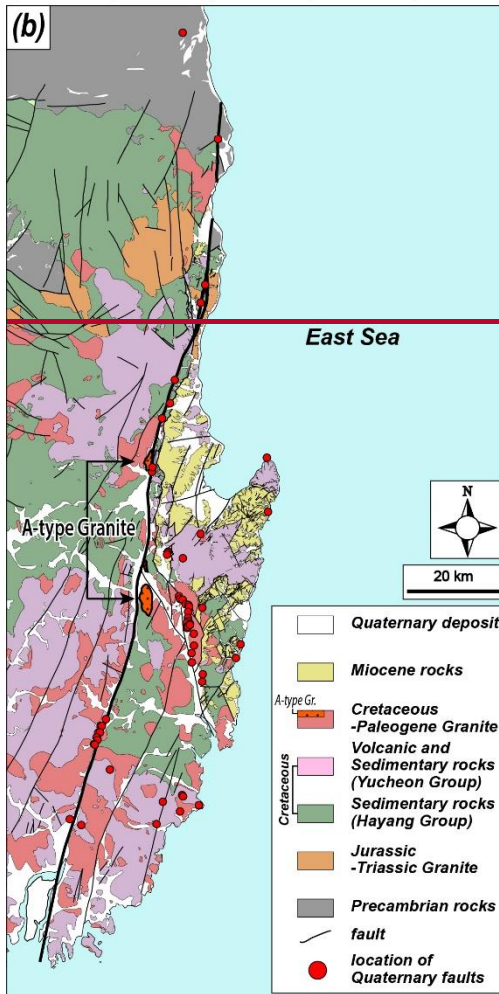 (b)
East Sea
A-type Granite
N
20 km
Quaternary deposit
Miocene rocks
A-type Gr.
Cretaceous
-Paleogene Granite
Cretaceous
Volcanic and
Sedimentary rocks
(Yucheon Group)
Sedimentary rocks
(Hayang Group)
Jurassic
-Triassic Granite
Precambrian rocks
fault
location of
Quaternary faults